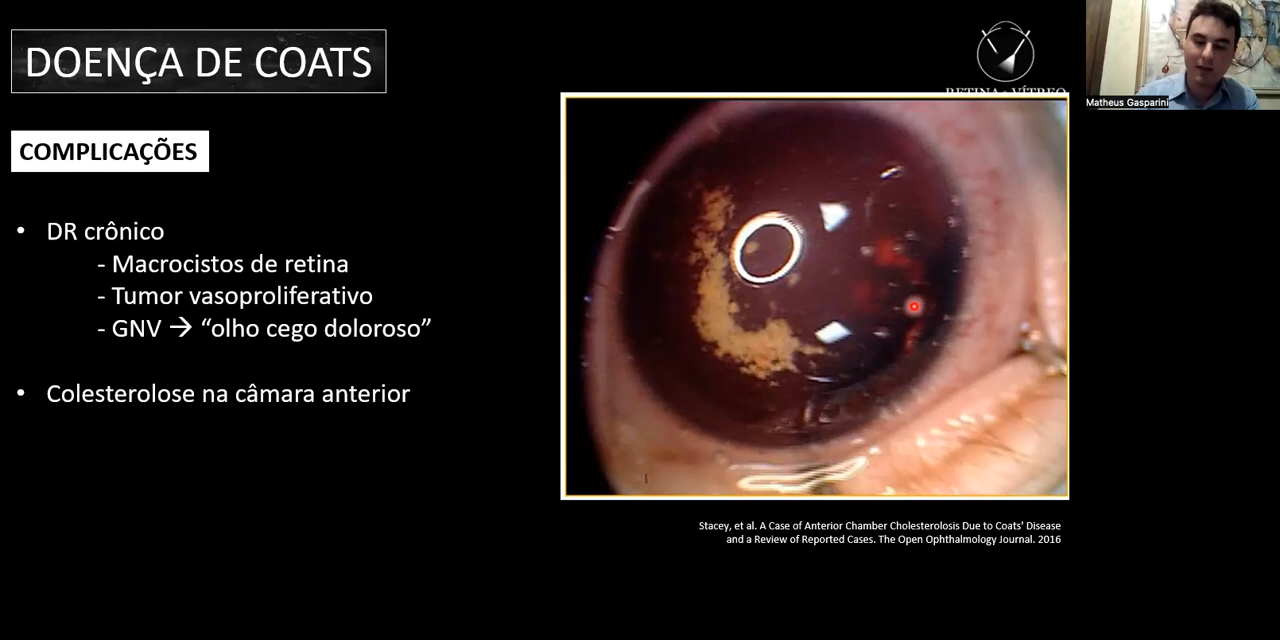 DOENÇA DE COATS
RETINA e VÍTREO
Matheus Gasparini
COMPLICAÇÕES
• DR crônico
- Macrocistos de retina
- Tumor vasoproliferativo
- GNV → “olho cego doloroso”
• Colesterolose na câmara anterior
Stacey, et al. A Case of Anterior Chamber Cholesterolosis Due to Coats' Disease
and a Review of Reported Cases. The Open Ophthalmology Journal. 2016